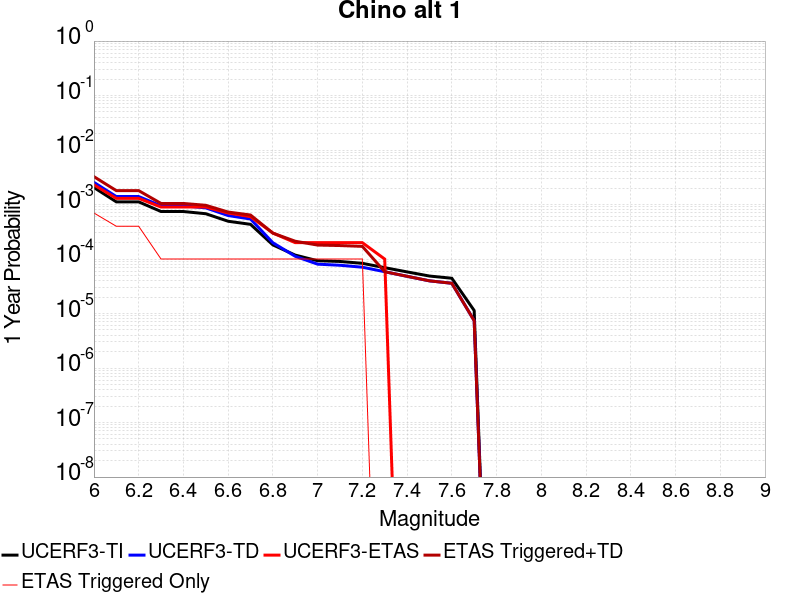 Chino alt 1
10^0
10^-1
10^-2
10^-3
10^-4
10^-5
10^-6
10^-7
10^-8
1 Year Probability
6 6.2 6.4 6.6 6.8 7 7.2 7.4 7.6 7.8 8 8.2 8.4 8.6 8.8 9
Magnitude
UCERF3-TI UCERF3-TD UCERF3-ETAS ETAS Triggered+TD
ETAS Triggered Only